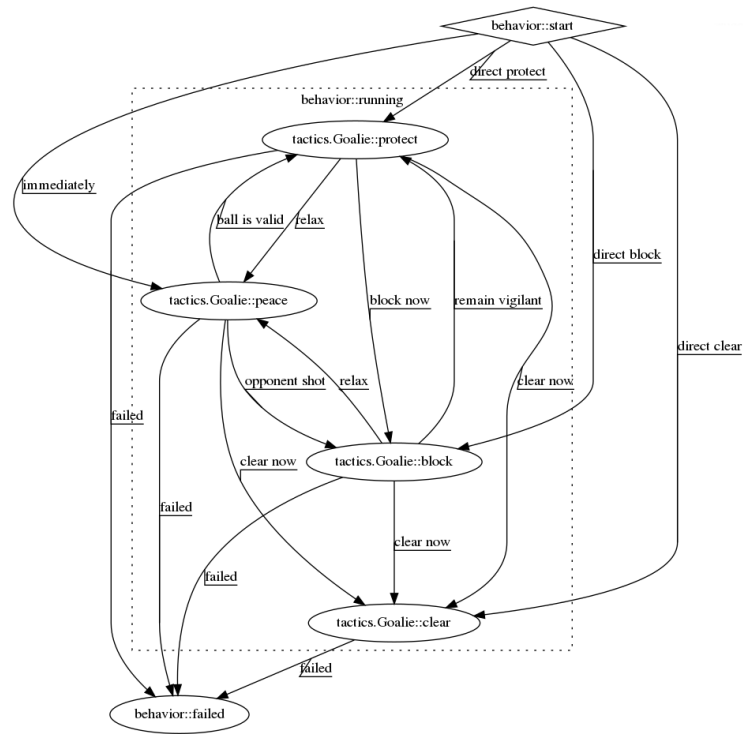 behavior::start
direct protect
behavior::running
tactics.Goalie::protect
immediately
ball is valid
relax
direct block
tactics.Goalie::peace
block now
remain vigilant
direct clear
opponent shot
relax
clear now
failed
tactics.Goalie::block
clear now
failed
clear now
failed
tactics.Goalie::clear
failed
behavior::failed